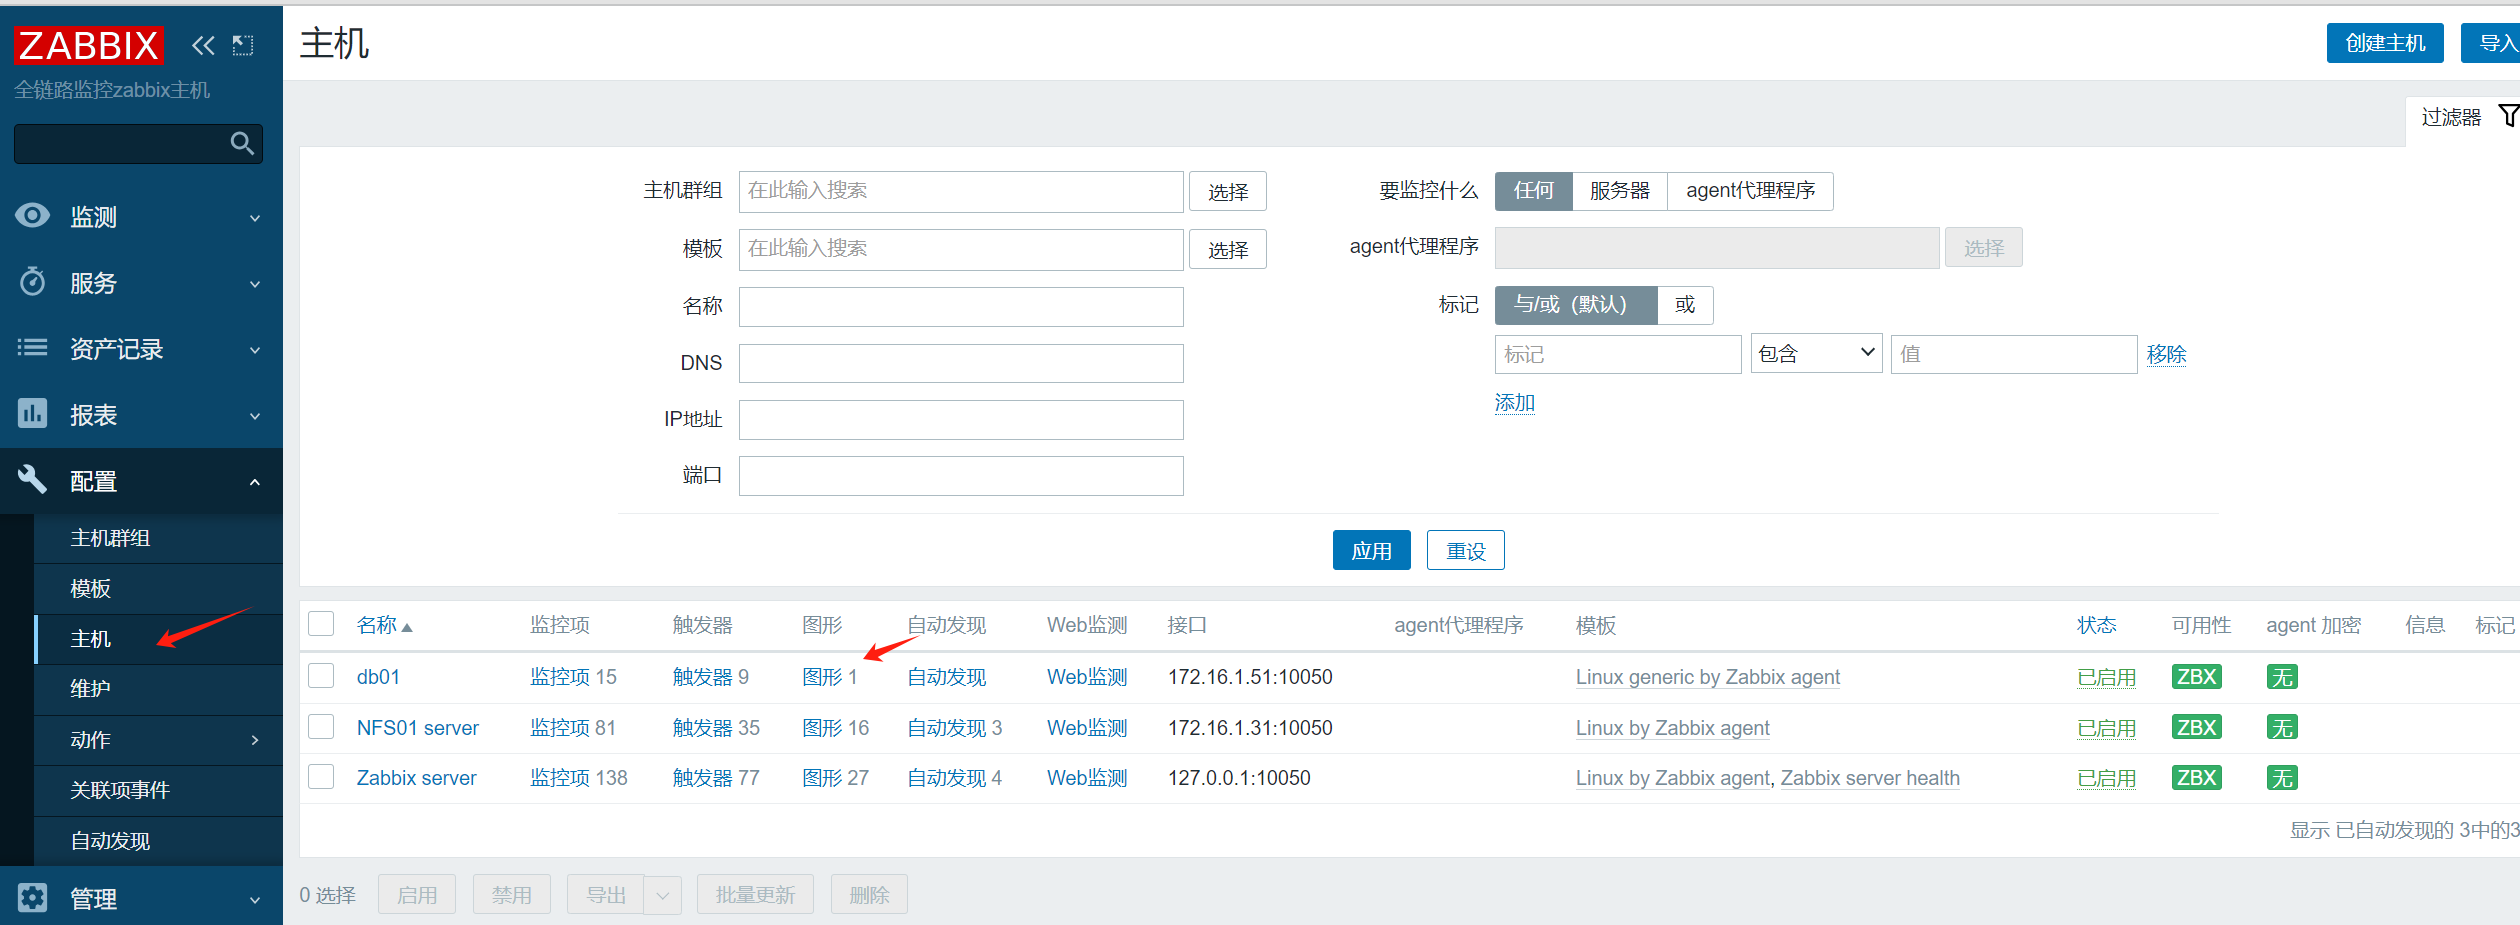 ZABBIX
全链路监控zabbix主机
监测
服务
资产记录
报表
配置
主机群组
模板
主机
维护
动作
关联项事件
自动发现
管理
主机
创建主机
导入
过滤器
主机群组 在此输入搜索 选择
模板 在此输入搜索 选择
名称
DNS
IP地址
端口
要监控什么 任何 服务器 agent代理程序
agent代理程序 选择
标记 与/或（默认） 或
标记 包含 值 移除
添加
应用 重设
名称 监控项 触发器 图形 自动发现 Web监测 接口 agent代理程序 模板 状态 可用性 agent 加密 信息 标记
db01 监控项 15 触发器 9 图形 1 自动发现 Web监测 172.16.1.51:10050 Linux generic by Zabbix agent 已启用 ZBX 无
NFS01 server 监控项 81 触发器 35 图形 16 自动发现 3 Web监测 172.16.1.31:10050 Linux by Zabbix agent 已启用 ZBX 无
Zabbix server 监控项 138 触发器 77 图形 27 自动发现 4 Web监测 127.0.0.1:10050 Linux by Zabbix agent, Zabbix server health 已启用 ZBX 无
显示 已自动发现的 3中的3
0 选择 启用 禁用 导出 批量更新 删除